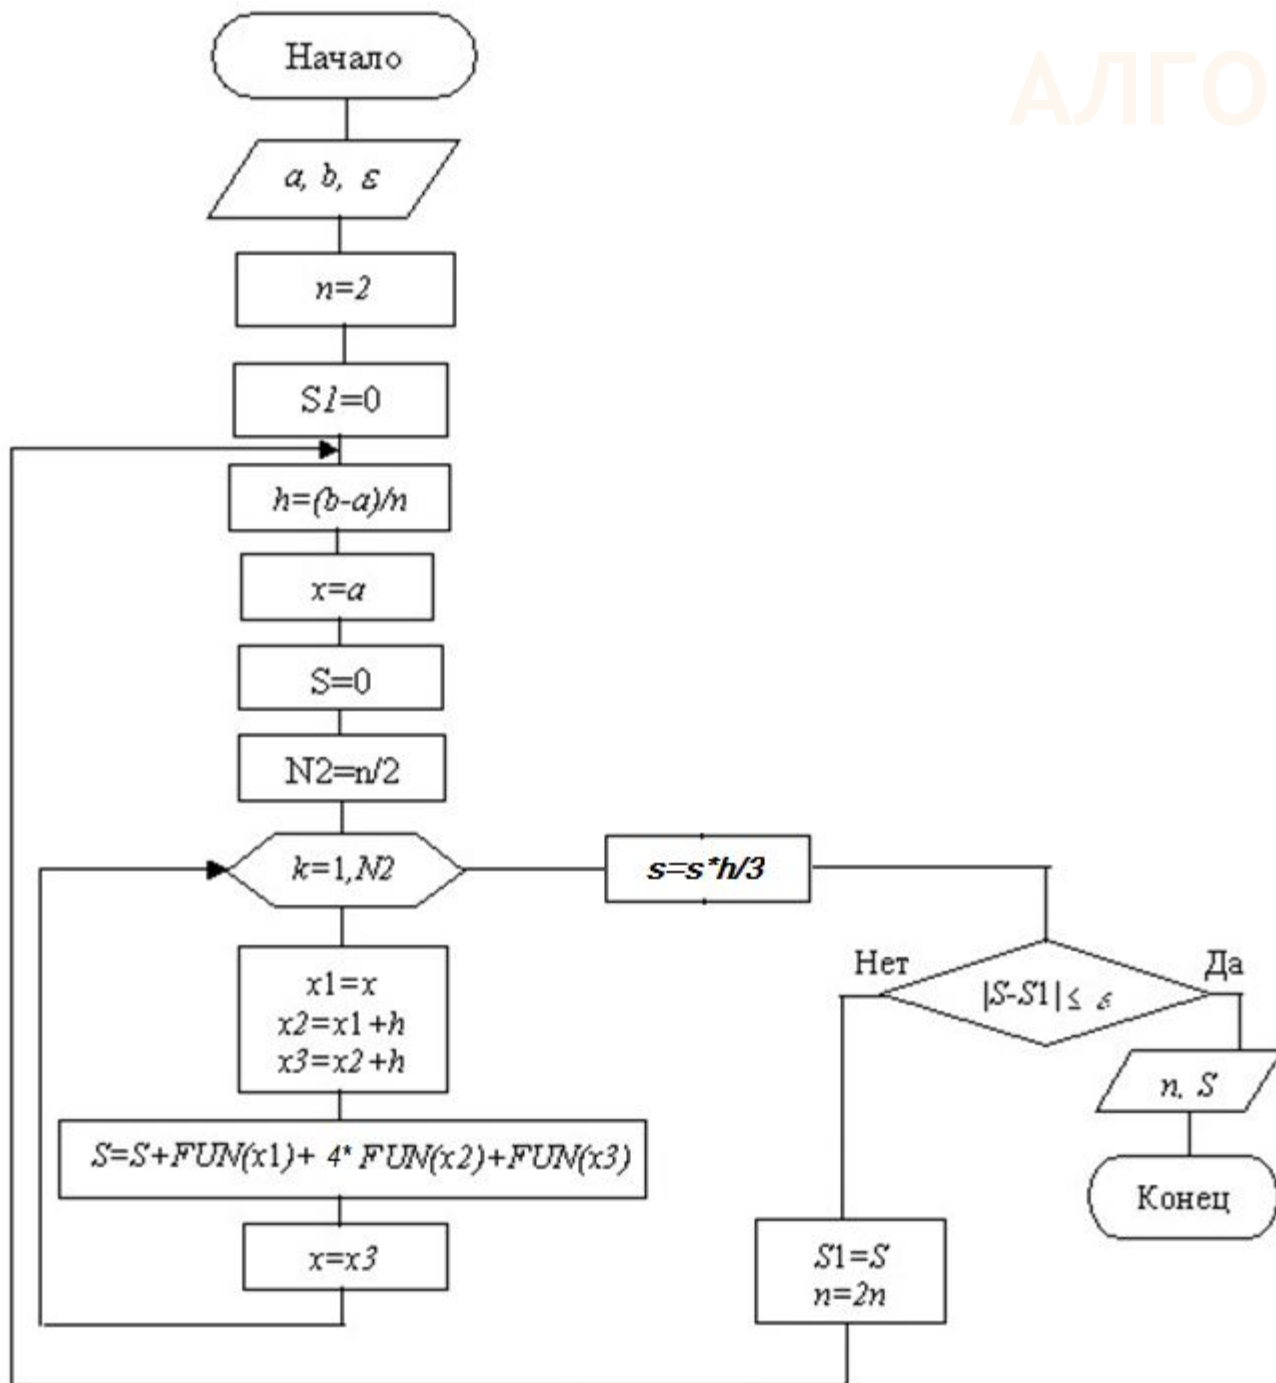 АЛГО
Начало
a, b, ε
n=2
S1=0
h=(b-a)/n
x=a
S=0
N2=n/2
k=1,N2
s=s*h/3
x1=x
x2=x1+h
x3=x2+h
S=S+FUN(x1)+ 4* FUN(x2)+FUN(x3)
x=x3
Нет
|S-S1|≤ ε
Да
n, S
Конец
S1=S
n=2n